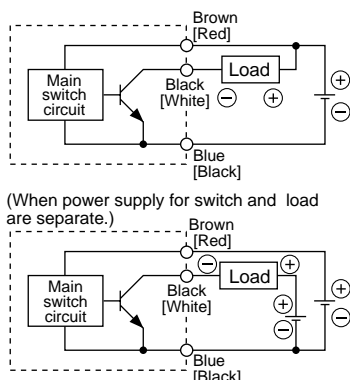 Brown
[Red]
Main
switch
circuit
Load
Black
[White]
⊖ ⊕
⊕
⊖
Blue
[Black]
(When power supply for switch and load
are separate.)
Brown
[Red]
⊖ Load ⊕
Main
switch
circuit
Black
[White]
⊕
⊖
⊕
⊖
Blue
[Black]